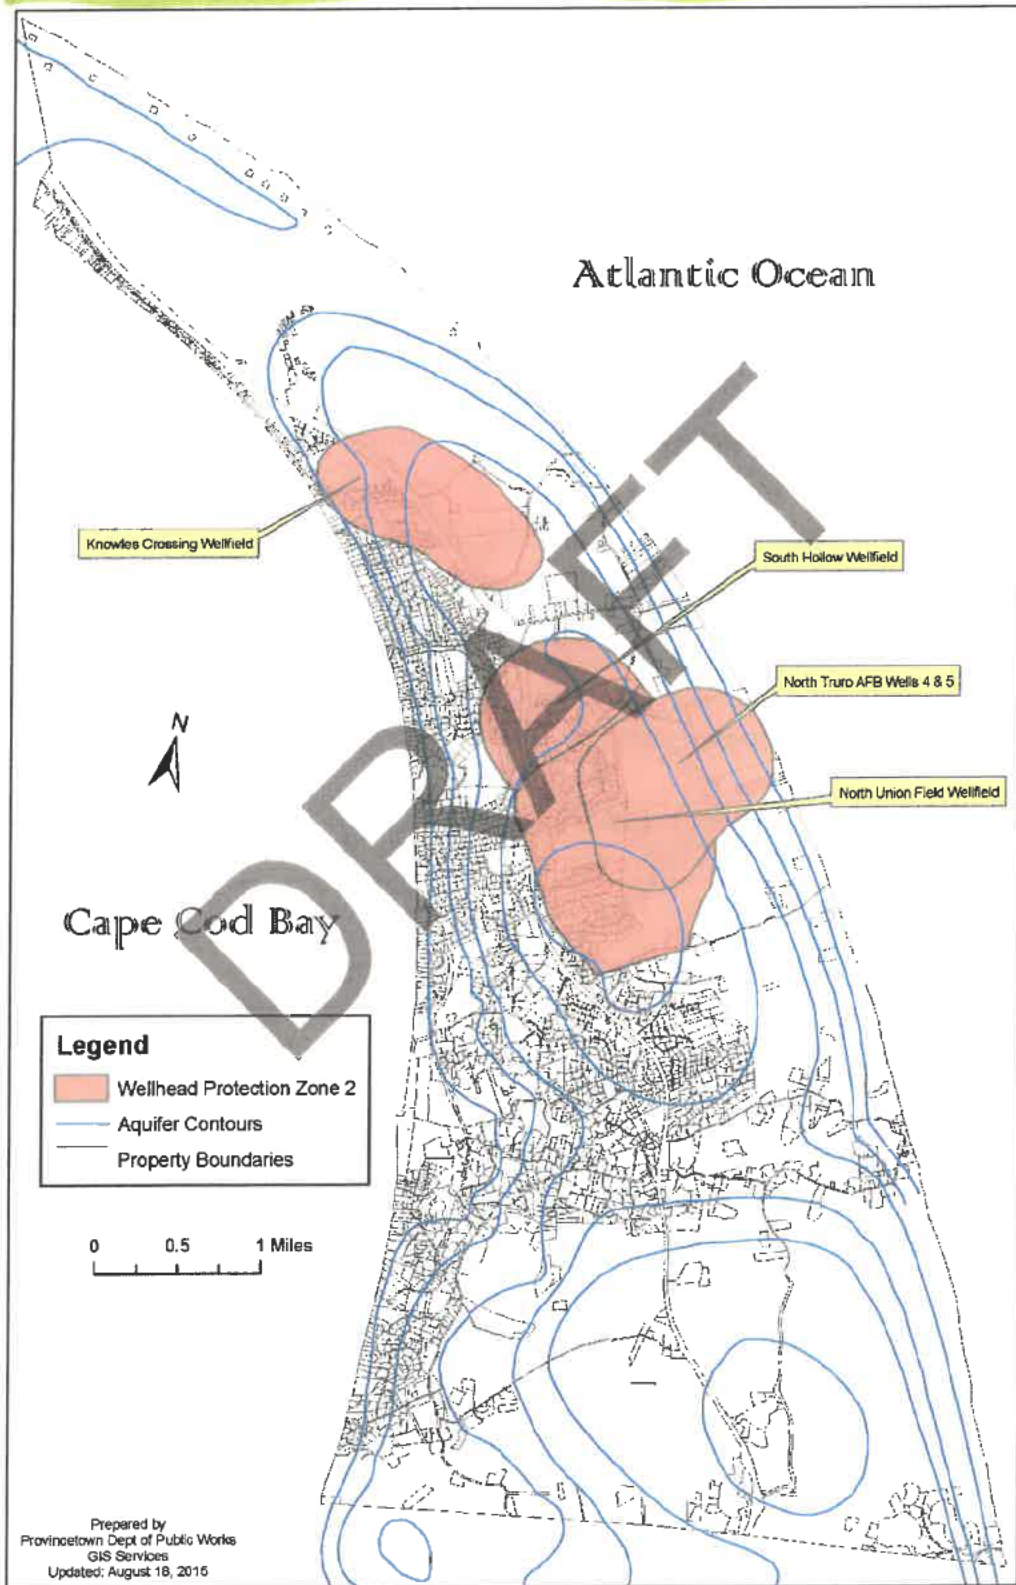 Atlantic Ocean
Knowles Crossing Wellfield
South Hollow Wellfield
North Truro AFB Wells 4 & 5
N
North Union Field Wellfield
Cape Cod Bay
DRAFT
Legend
Wellhead Protection Zone 2
Aquifer Contours
Property Boundaries
0 0.5 1 Miles
Prepared by
Provincetown Dept of Public Works
GIS Services
Updated: August 18, 2015